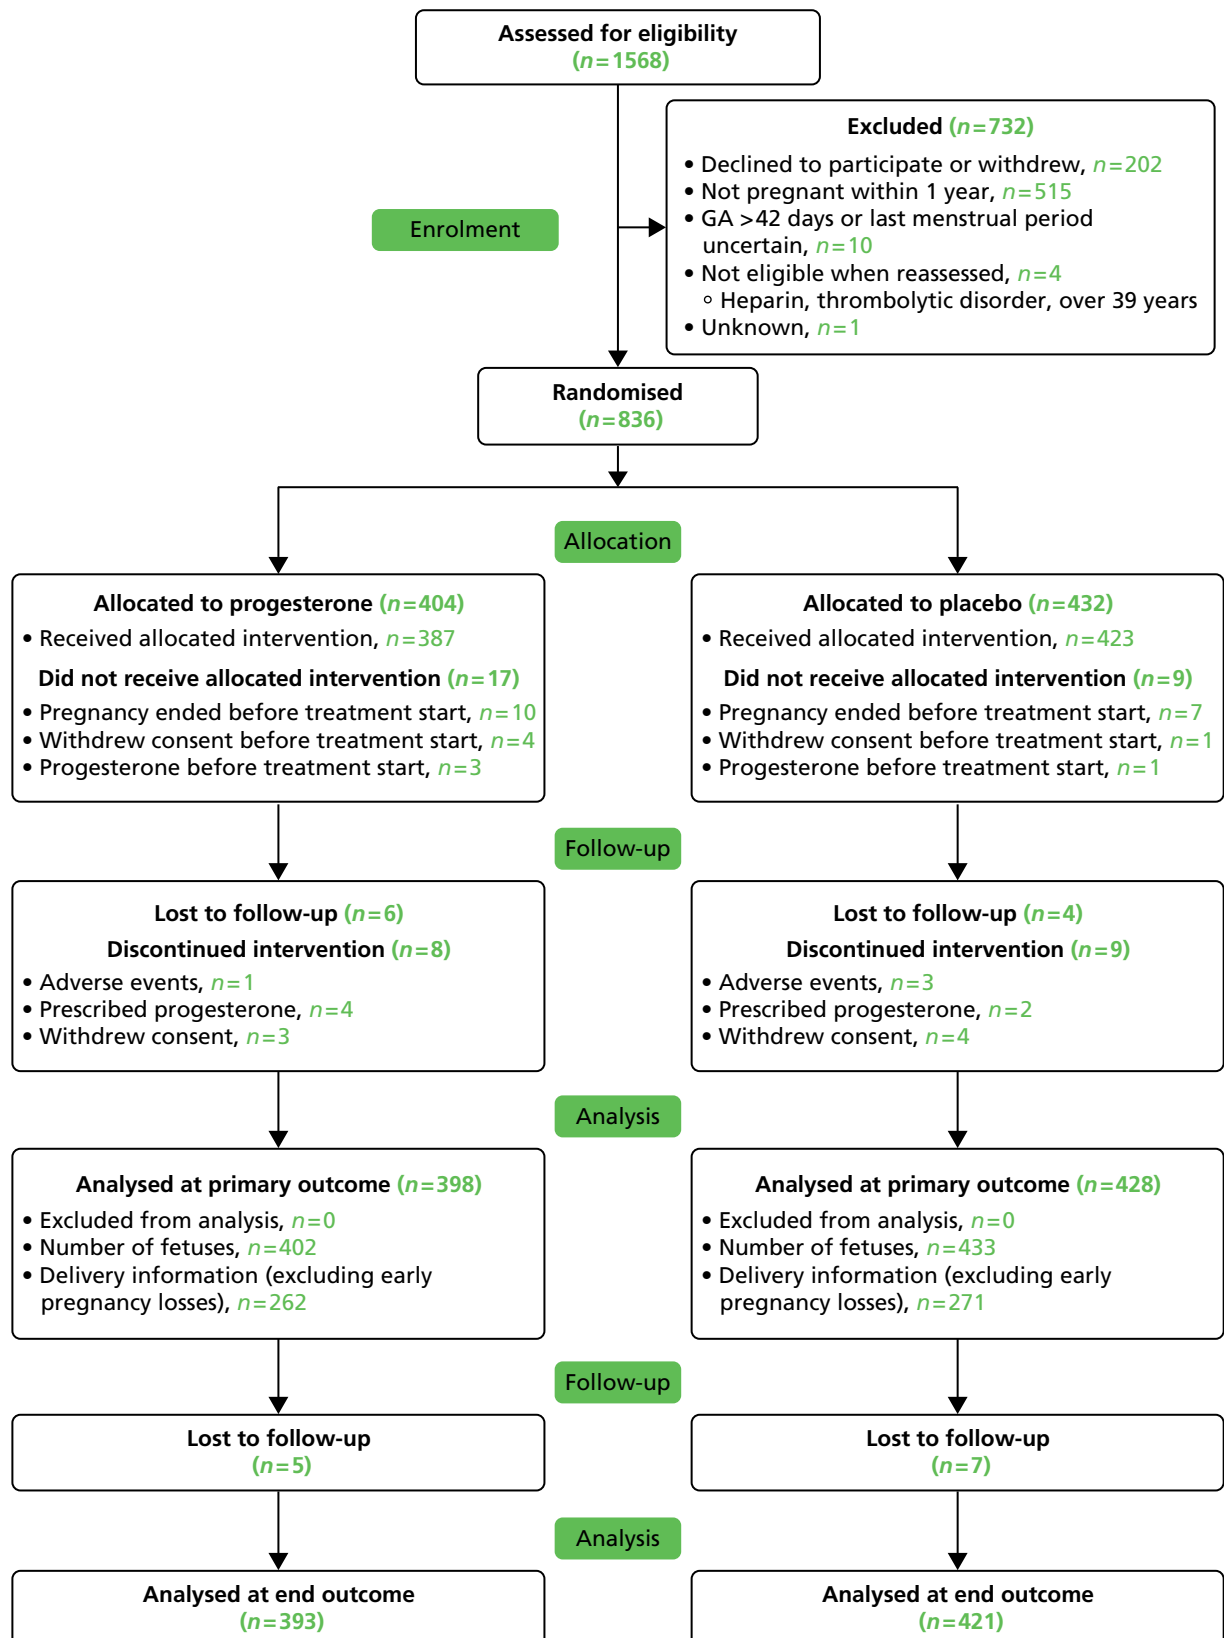 Assessed for eligibility
(n=1568)
Excluded (n=732)
• Declined to participate or withdrew, n=202
• Not pregnant within 1 year, n=515
• GA >42 days or last menstrual period
uncertain, n=10
• Not eligible when reassessed, n=4
◦ Heparin, thrombolytic disorder, over 39 years
• Unknown, n=1
Enrolment
Randomised
(n=836)
Allocation
Allocated to progesterone (n=404)
• Received allocated intervention, n=387
Did not receive allocated intervention (n=17)
• Pregnancy ended before treatment start, n=10
• Withdrew consent before treatment start, n=4
• Progesterone before treatment start, n=3
Allocated to placebo (n=432)
• Received allocated intervention, n=423
Did not receive allocated intervention (n=9)
• Pregnancy ended before treatment start, n=7
• Withdrew consent before treatment start, n=1
• Progesterone before treatment start, n=1
Follow-up
Lost to follow-up (n=6)
Discontinued intervention (n=8)
• Adverse events, n=1
• Prescribed progesterone, n=4
• Withdrew consent, n=3
Lost to follow-up (n=4)
Discontinued intervention (n=9)
• Adverse events, n=3
• Prescribed progesterone, n=2
• Withdrew consent, n=4
Analysis
Analysed at primary outcome (n=398)
• Excluded from analysis, n=0
• Number of fetuses, n=402
• Delivery information (excluding early
pregnancy losses), n=262
Analysed at primary outcome (n=428)
• Excluded from analysis, n=0
• Number of fetuses, n=433
• Delivery information (excluding early
pregnancy losses), n=271
Follow-up
Lost to follow-up
(n=5)
Lost to follow-up
(n=7)
Analysis
Analysed at end outcome
(n=393)
Analysed at end outcome
(n=421)